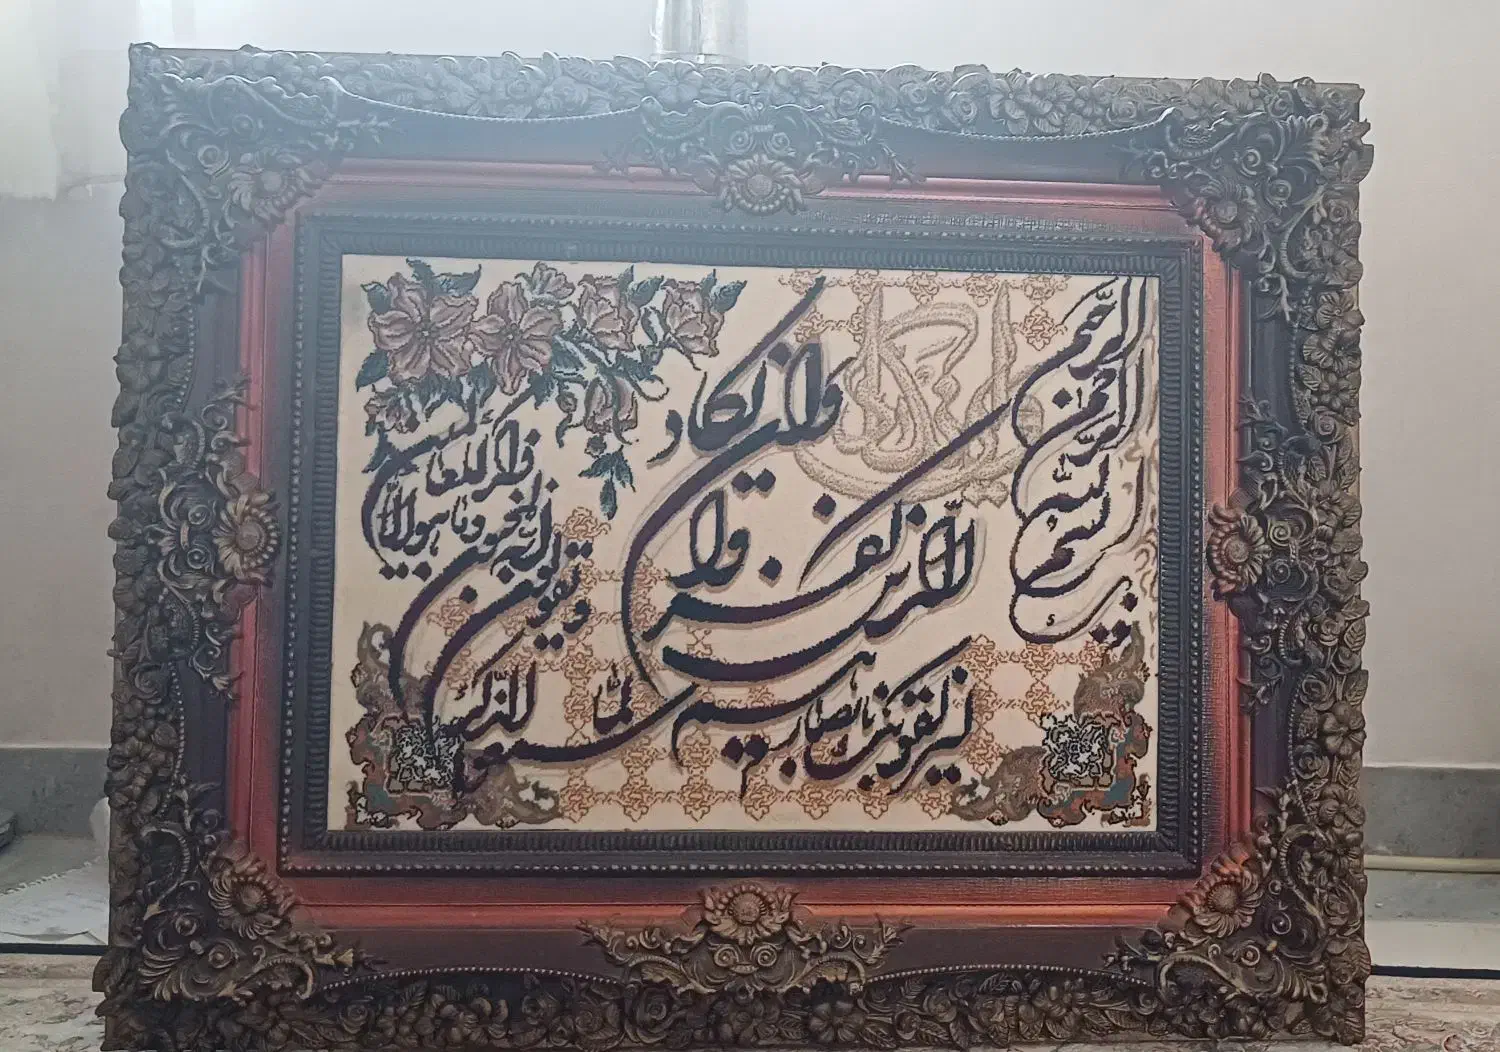 بسم الله الرحمن الرحیم
وان یکاد
الذین کفروا
لیزلقونک بابصارهم
لما سمعوا الذکر
و یقولون
انه لمجنون
وما هو الا
ذکر للعالمین